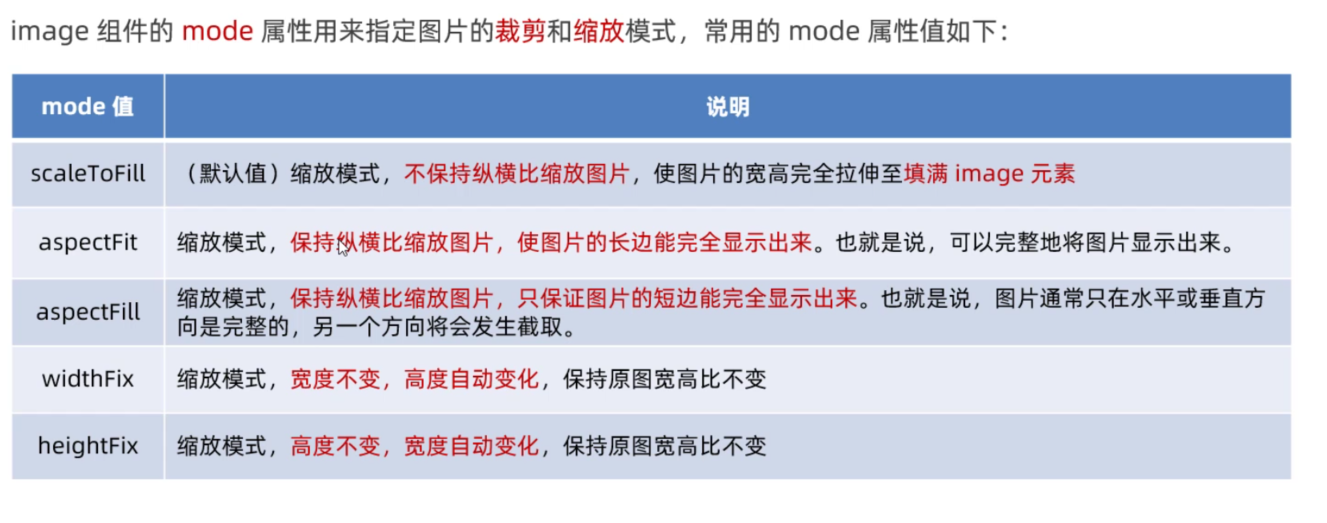 image 组件的 mode 属性用来指定图片的裁剪和缩放模式，常用的 mode 属性值如下：
mode 值 说明
scaleToFill （默认值）缩放模式，不保持纵横比缩放图片，使图片的宽高完全拉伸至填满 image 元素
aspectFit 缩放模式，保持纵横比缩放图片，使图片的长边能完全显示出来。也就是说，可以完整地将图片显示出来。
aspectFill 缩放模式，保持纵横比缩放图片，只保证图片的短边能完全显示出来。也就是说，图片通常只在水平或垂直方
向是完整的，另一个方向将会发生截取。
widthFix 缩放模式，宽度不变，高度自动变化，保持原图宽高比不变
heightFix 缩放模式，高度不变，宽度自动变化，保持原图宽高比不变